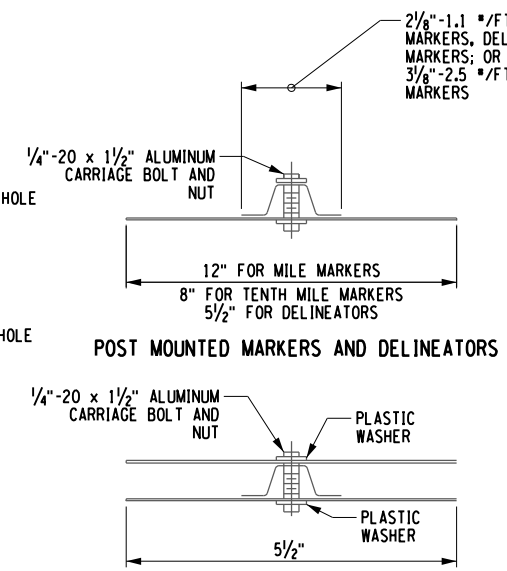 2⅛"-1.1 #/FT
MARKERS, DEL
MARKERS; OR
3⅛"-2.5 #/FT
MARKERS
¼"-20 x 1½" ALUMINUM
CARRIAGE BOLT AND
NUT
HOLE
12" FOR MILE MARKERS
8" FOR TENTH MILE MARKERS
5½" FOR DELINEATORS
HOLE
POST MOUNTED MARKERS AND DELINEATORS
¼"-20 x 1½" ALUMINUM
CARRIAGE BOLT AND
NUT
PLASTIC
WASHER
PLASTIC
WASHER
5½"